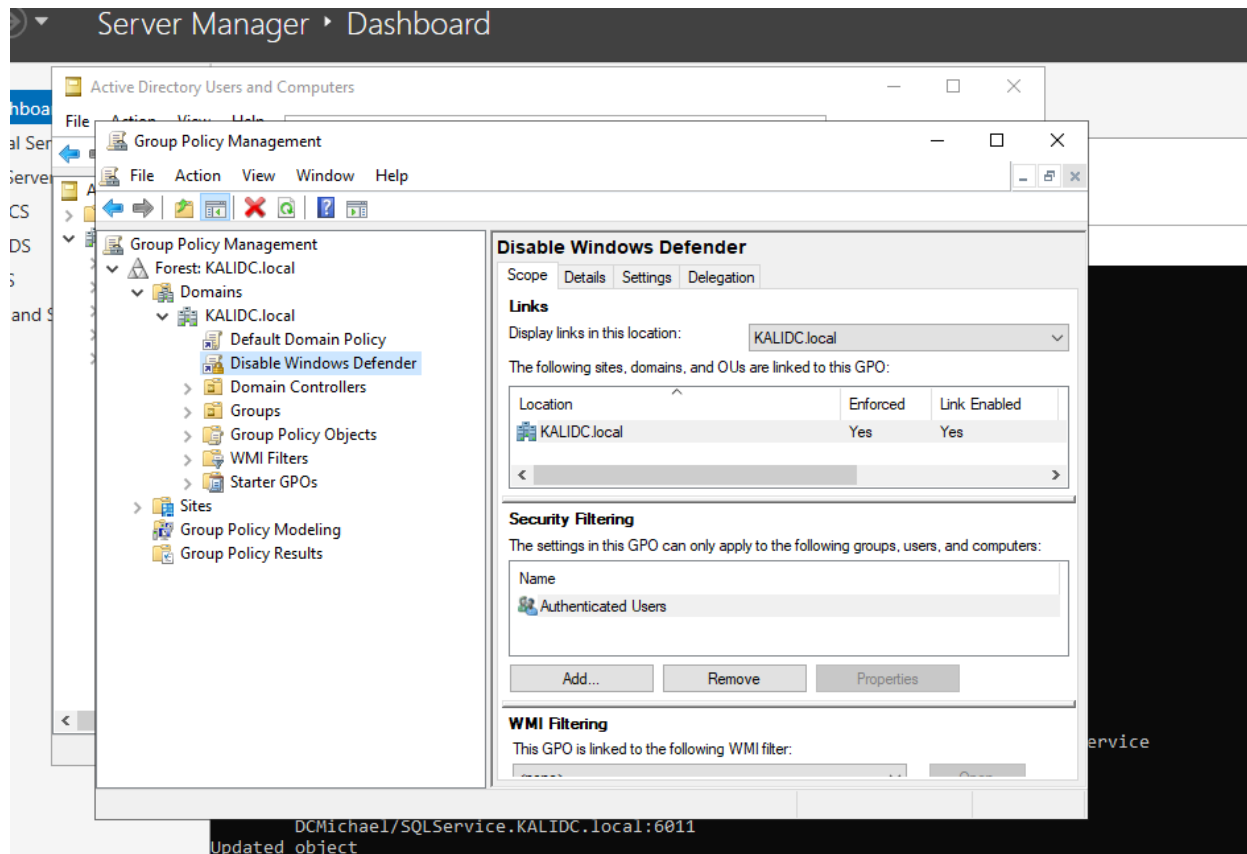 Server Manager ‣ Dashboard
Active Directory Users and Computers
File Action View Help
Group Policy Management
File Action View Window Help
Group Policy Management
Forest: KALIDC.local
Domains
KALIDC.local
Default Domain Policy
Disable Windows Defender
Domain Controllers
Groups
Group Policy Objects
WMI Filters
Starter GPOs
Sites
Group Policy Modeling
Group Policy Results
Disable Windows Defender
Scope Details Settings Delegation
Links
Display links in this location: KALIDC.local
The following sites, domains, and OUs are linked to this GPO:
Location Enforced Link Enabled
KALIDC.local Yes Yes
Security Filtering
The settings in this GPO can only apply to the following groups, users, and computers:
Name
Authenticated Users
Add... Remove Properties
WMI Filtering
This GPO is linked to the following WMI filter:
ervice
DCMichael/SQLService.KALIDC.local:6011
Updated object